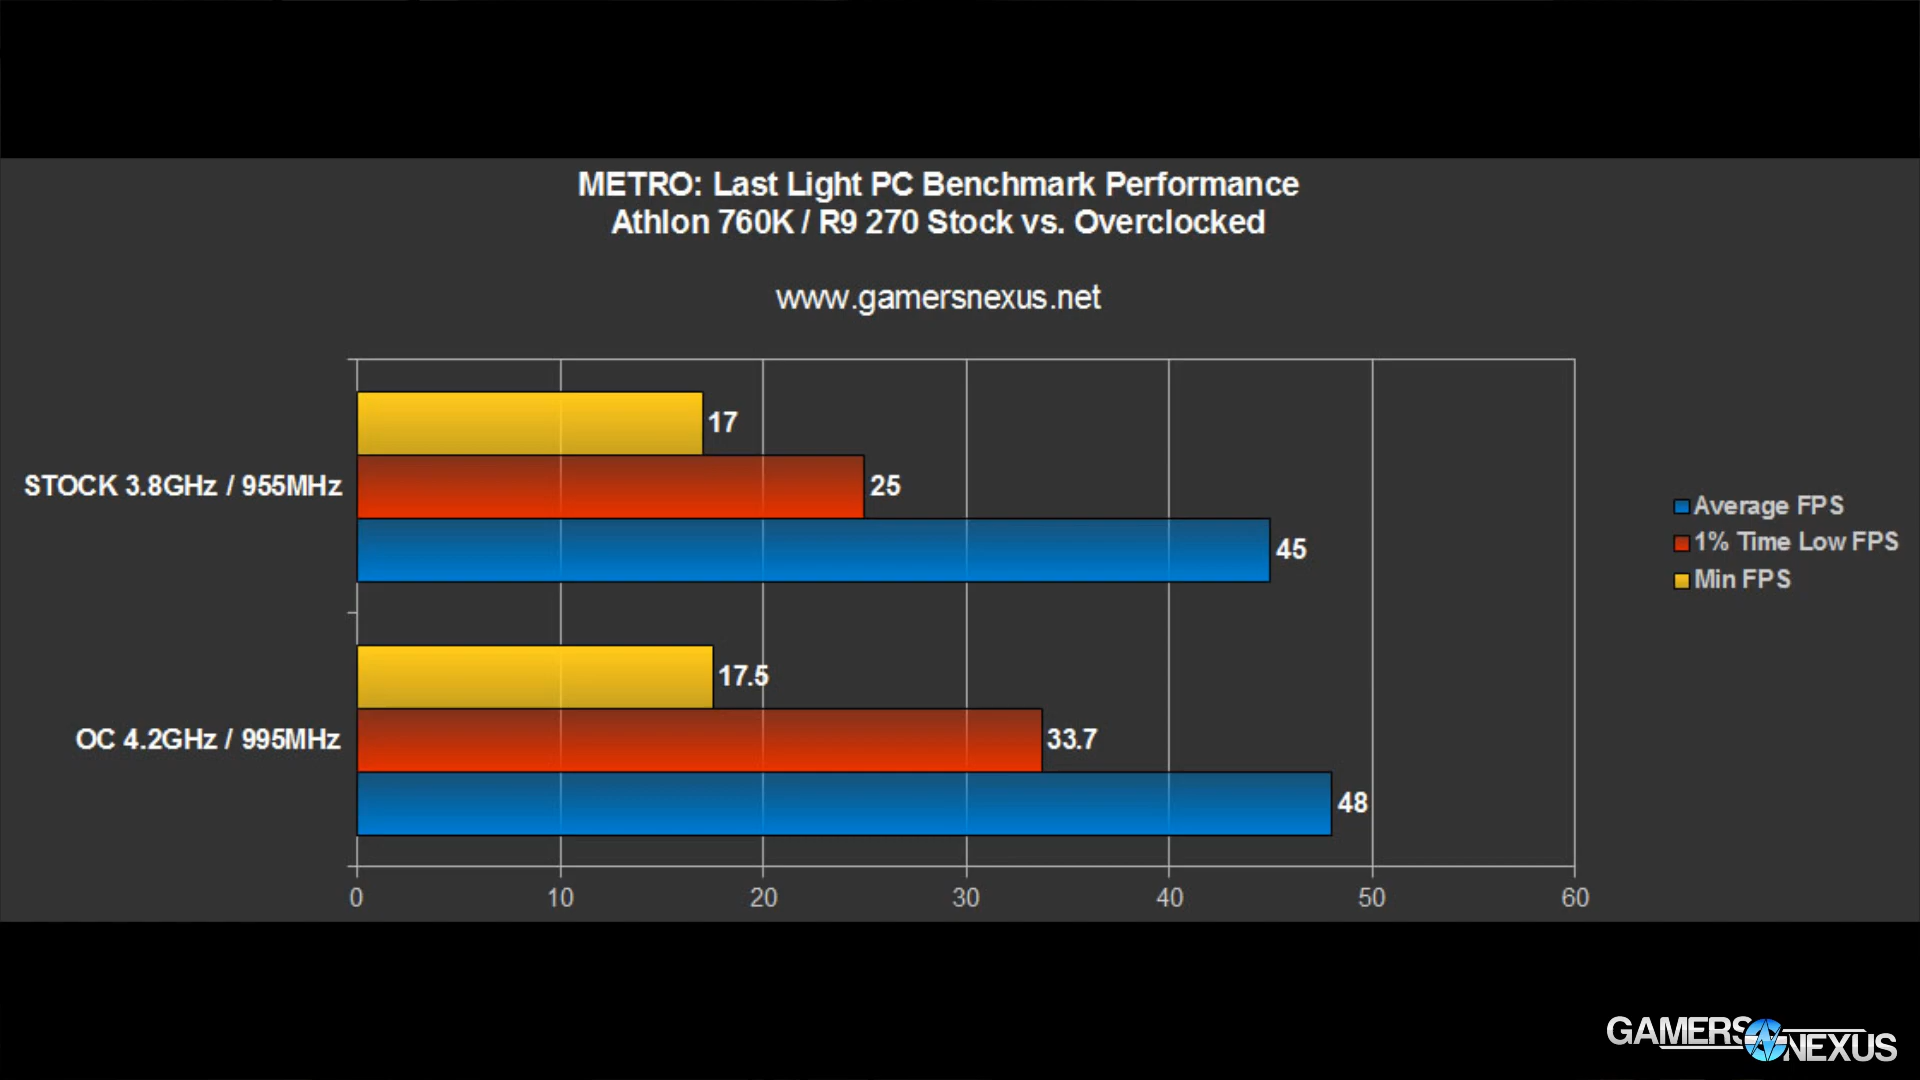 METRO: Last Light PC Benchmark Performance
Athlon 760K / R9 270 Stock vs. Overclocked
www.gamersnexus.net
17
STOCK 3.8GHz / 955MHz
25
45
Average FPS
1% Time Low FPS
Min FPS
17.5
OC 4.2GHz / 995MHz
33.7
48
0 10 20 30 40 50 60
GAMERS NEXUS